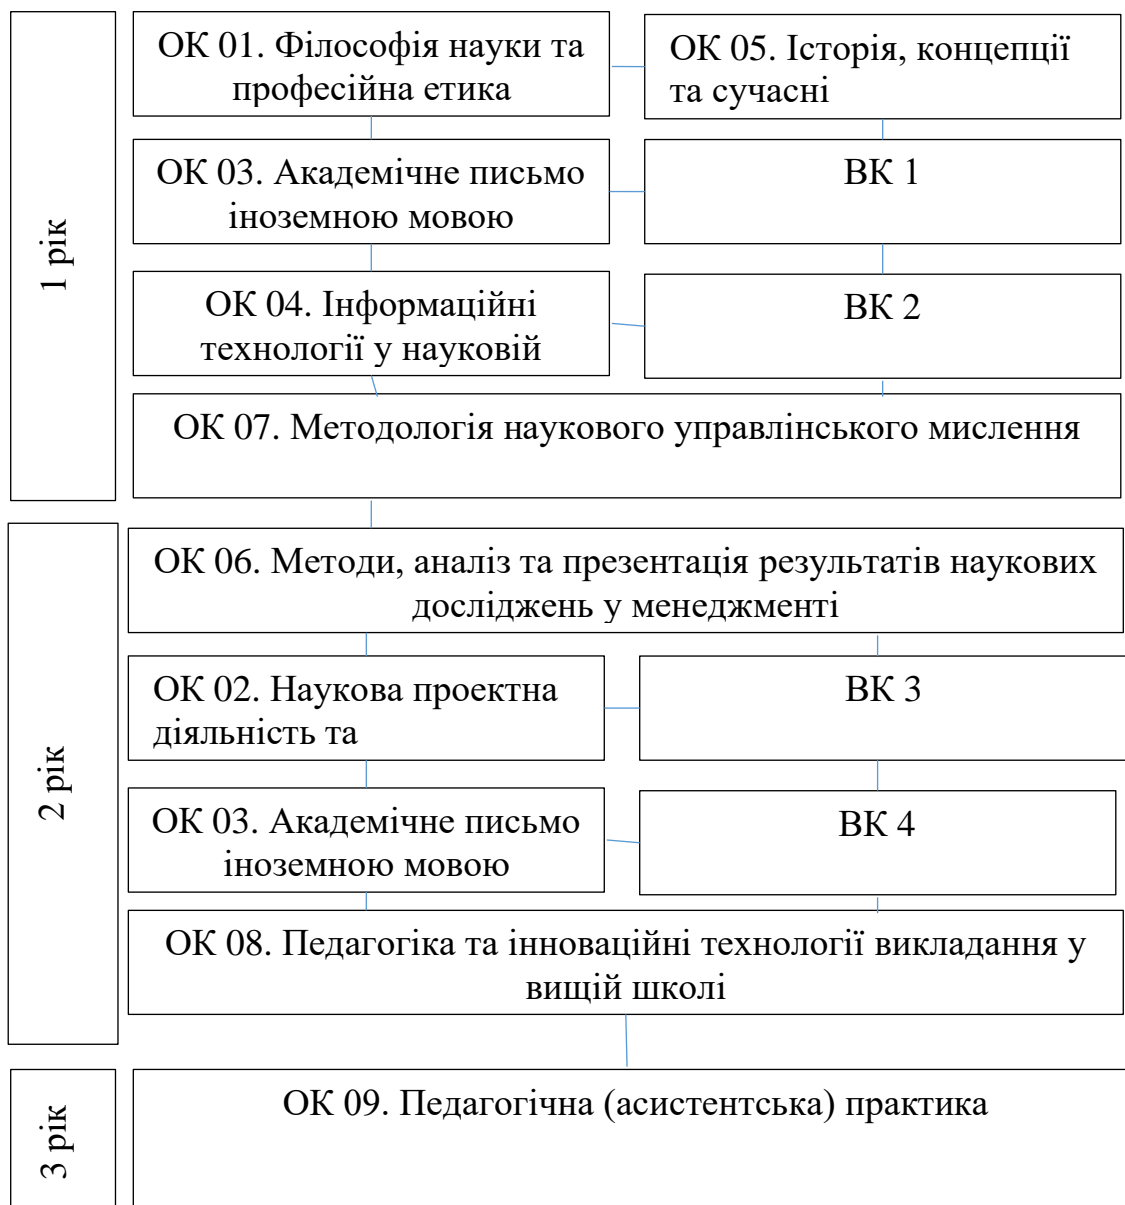 1 рік
ОК 01. Філософія науки та
професійна етика
ОК 05. Історія, концепції
та сучасні
ОК 03. Академічне письмо
іноземною мовою
ВК 1
ОК 04. Інформаційні
технології у науковій
ВК 2
ОК 07. Методологія наукового управлінського мислення
2 рік
ОК 06. Методи, аналіз та презентація результатів наукових
досліджень у менеджменті
ОК 02. Наукова проектна
діяльність та
ВК 3
ОК 03. Академічне письмо
іноземною мовою
ВК 4
ОК 08. Педагогіка та інноваційні технології викладання у
вищій школі
3 рік
ОК 09. Педагогічна (асистентська) практика